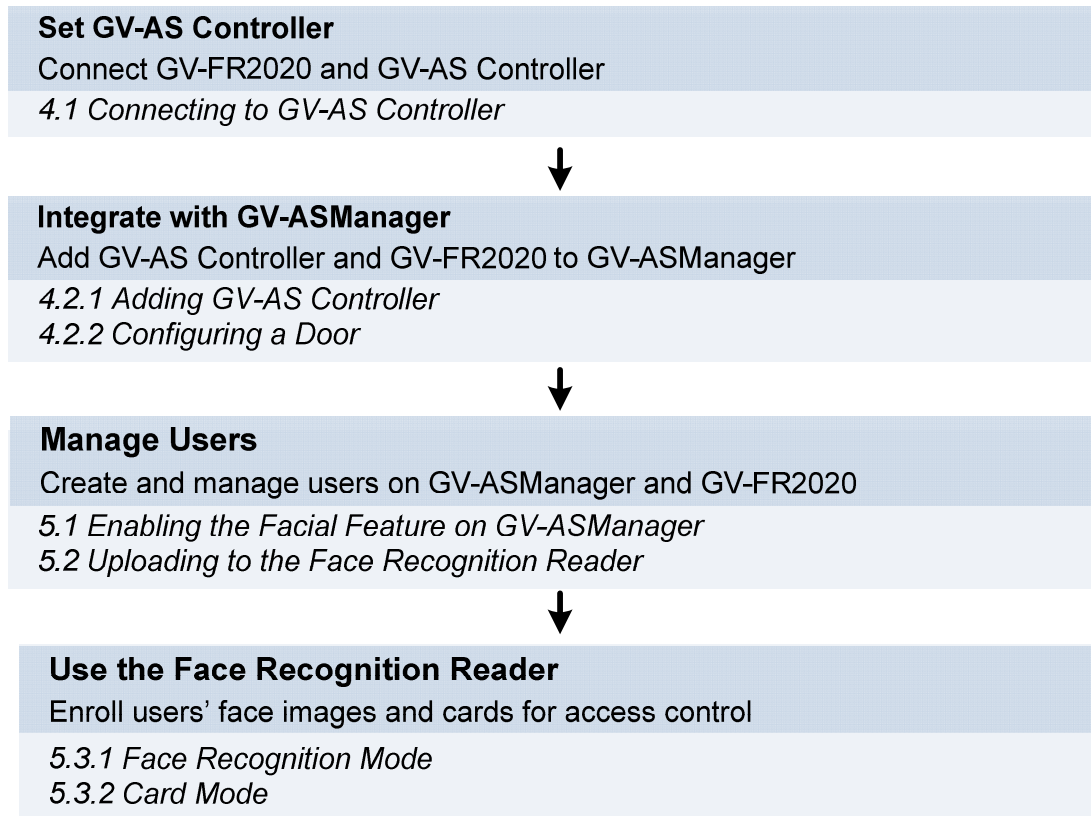 Set GV-AS Controller
Connect GV-FR2020 and GV-AS Controller
4.1 Connecting to GV-AS Controller
Integrate with GV-ASManager
Add GV-AS Controller and GV-FR2020 to GV-ASManager
4.2.1 Adding GV-AS Controller
4.2.2 Configuring a Door
Manage Users
Create and manage users on GV-ASManager and GV-FR2020
5.1 Enabling the Facial Feature on GV-ASManager
5.2 Uploading to the Face Recognition Reader
Use the Face Recognition Reader
Enroll users’ face images and cards for access control
5.3.1 Face Recognition Mode
5.3.2 Card Mode